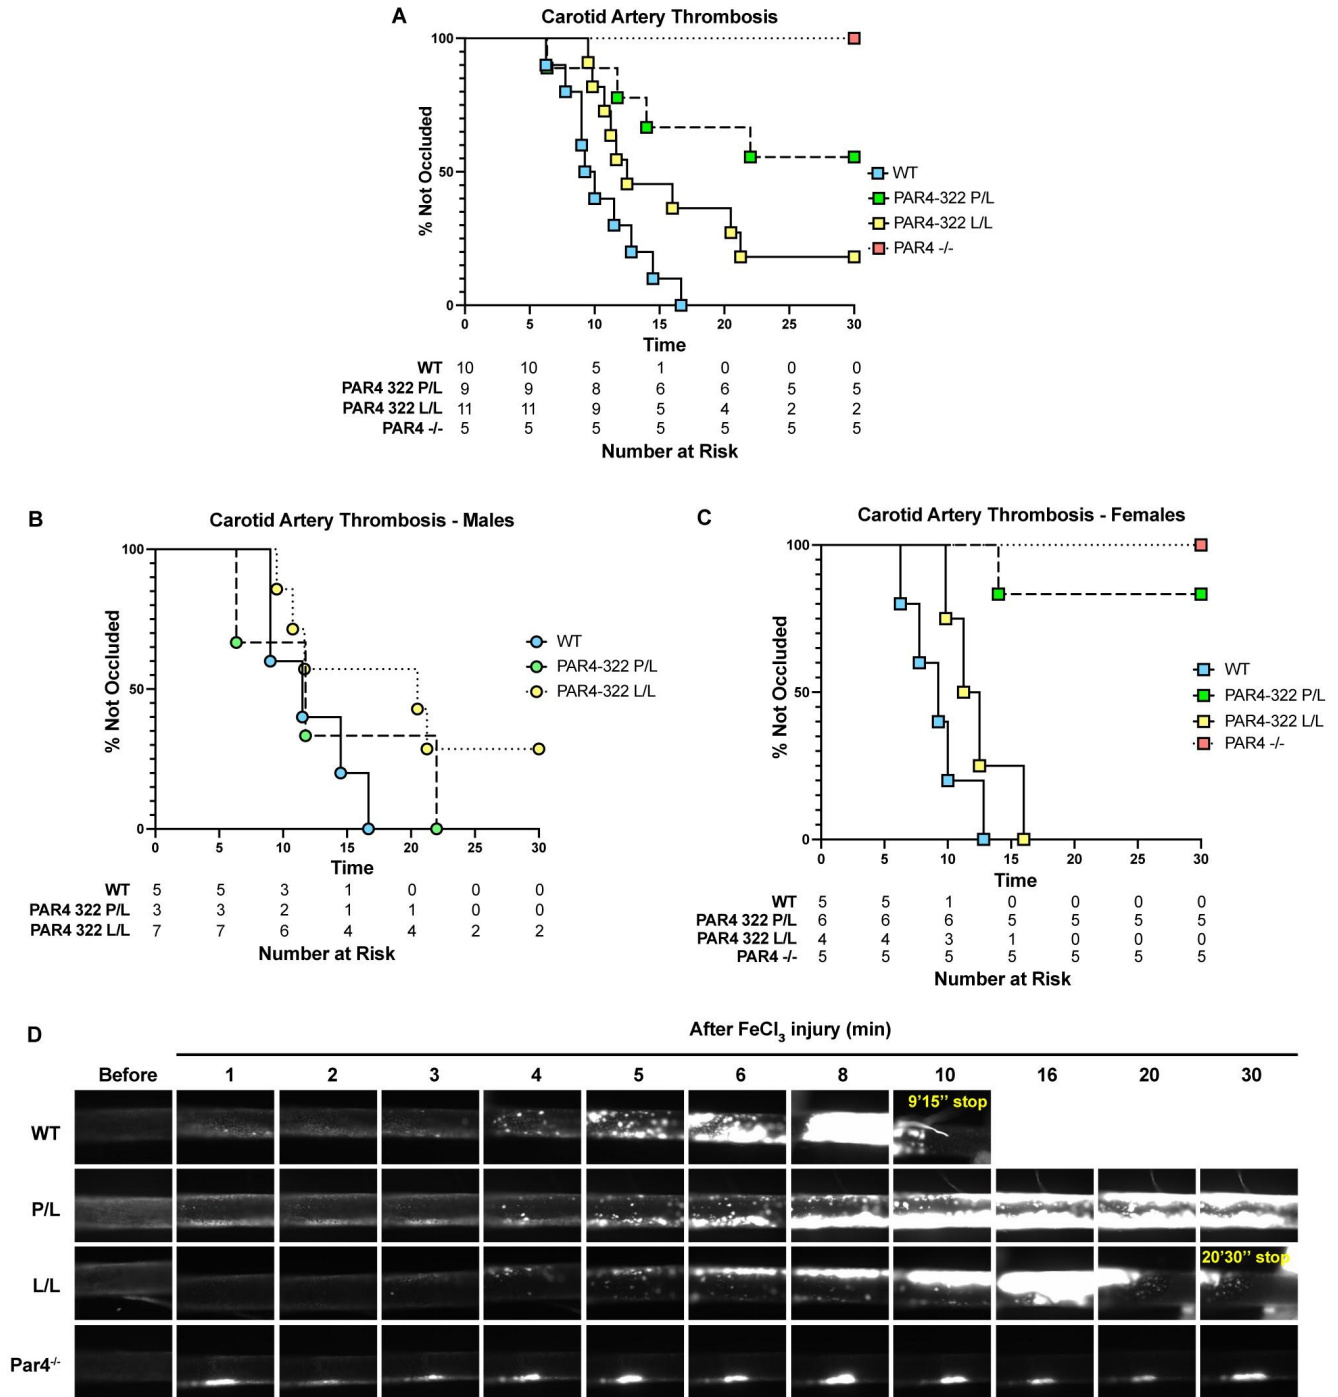 A
Carotid Artery Thrombosis
100
50
0
% Not Occluded
0 5 10 15 20 25 30
Time
WT
PAR4-322 P/L
PAR4-322 L/L
PAR4 -/-
WT 10 10 5 1 0 0 0
PAR4 322 P/L 9 9 8 6 6 5 5
PAR4 322 L/L 11 11 9 5 4 2 2
PAR4 -/- 5 5 5 5 5 5 5
Number at Risk
B
Carotid Artery Thrombosis - Males
100
50
0
% Not Occluded
0 5 10 15 20 25 30
Time
WT
PAR4-322 P/L
PAR4-322 L/L
WT 5 5 3 1 0 0 0
PAR4 322 P/L 3 3 2 1 1 0 0
PAR4 322 L/L 7 7 6 4 4 2 2
Number at Risk
C
Carotid Artery Thrombosis - Females
100
50
0
% Not Occluded
0 5 10 15 20 25 30
Time
WT
PAR4-322 P/L
PAR4-322 L/L
PAR4 -/-
WT 5 5 1 0 0 0 0
PAR4 322 P/L 6 6 6 5 5 5 5
PAR4 322 L/L 4 4 3 1 0 0 0
PAR4 -/- 5 5 5 5 5 5 5
Number at Risk
D
After FeCl₃ injury (min)
Before 1 2 3 4 5 6 8 10 16 20 30
WT
9'15'' stop
P/L
L/L
20'30'' stop
Par4⁻/⁻